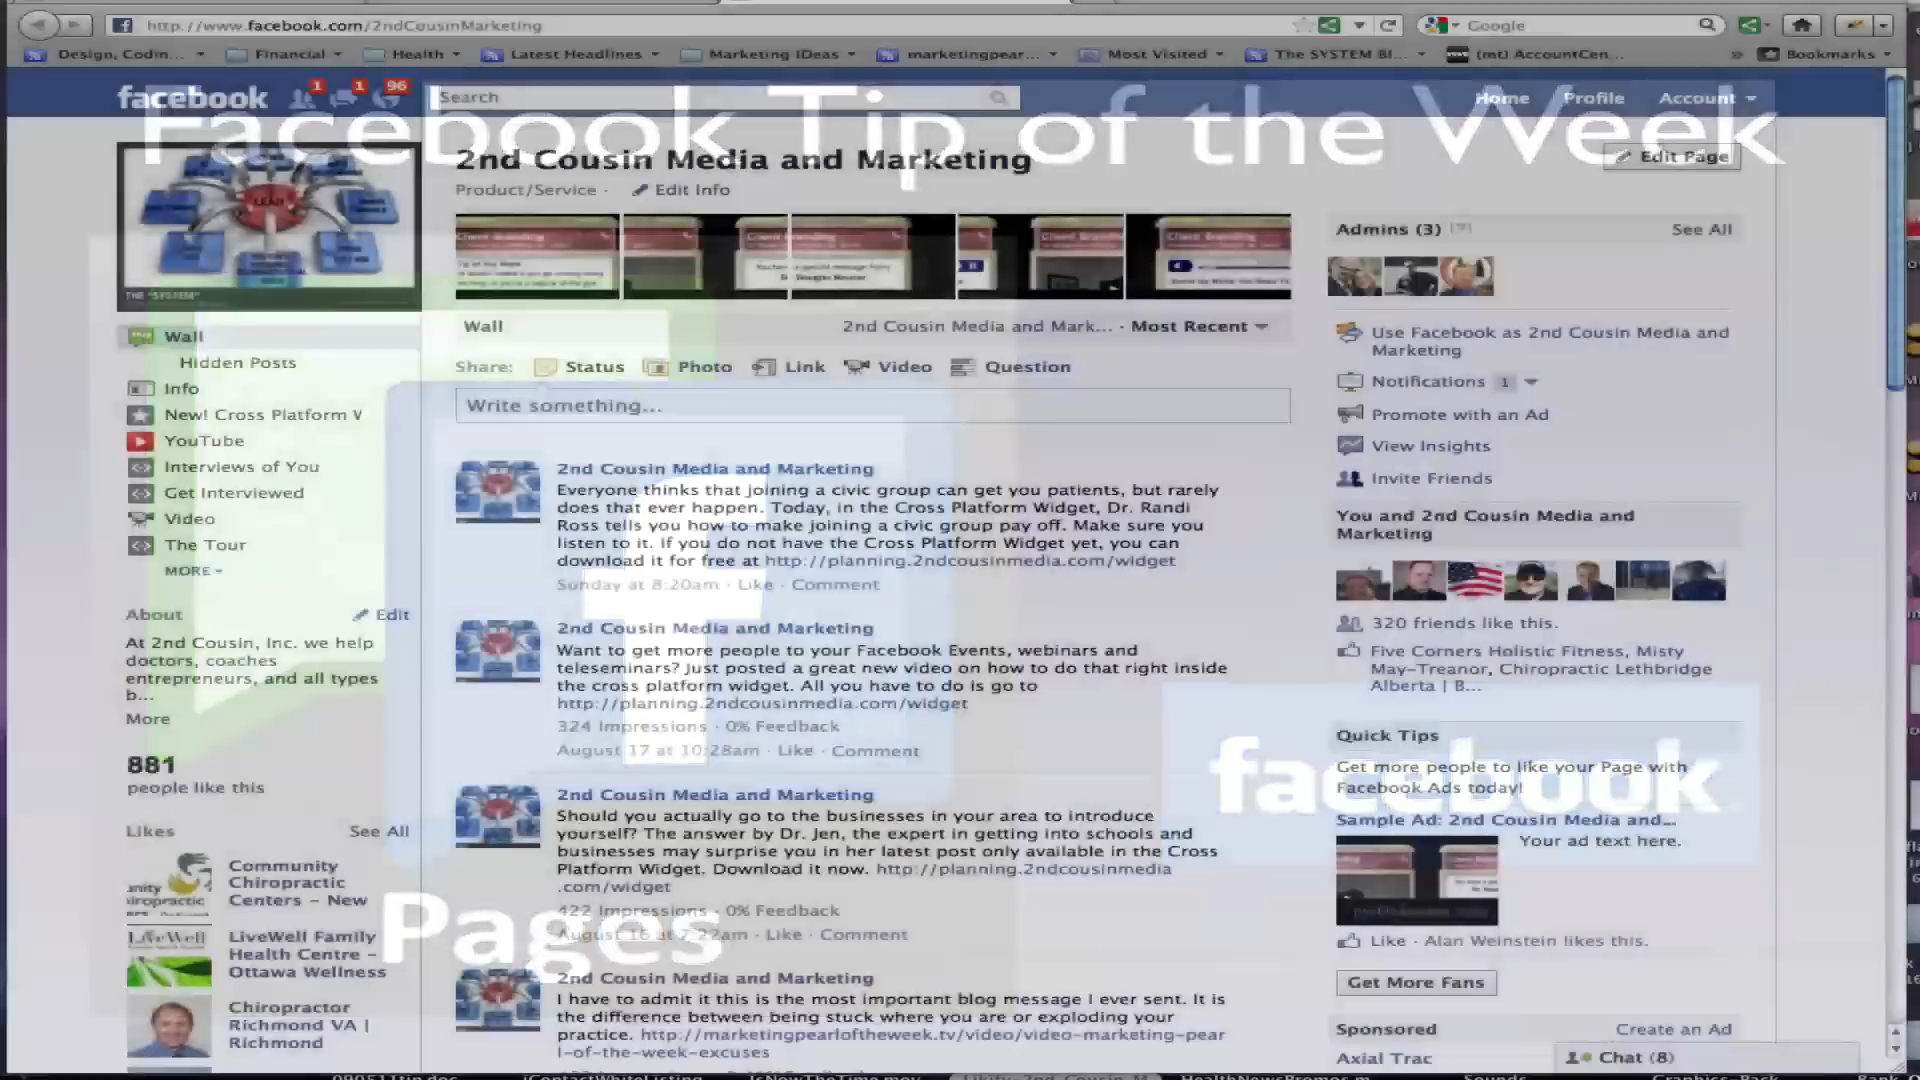 http://www.facebook.com/2ndCousinMarketing
Google
Design, Codin...
Financial
Health
Latest Headlines
Marketing IDeas
marketingpear...
Most Visited
The SYSTEM Bl...
(mt) AccountCen...
Bookmarks
facebook
1
1
96
Search
Home
Profile
Account
Facebook Tip of the Week
2nd Cousin Media and Marketing
Edit Page
Product/Service ·
Edit Info
LEAD
THE "SYSTEM"
Wall
Hidden Posts
Info
New! Cross Platform W
YouTube
Interviews of You
Get Interviewed
Video
The Tour
MORE
About
Edit
At 2nd Cousin, Inc. we help
doctors, coaches
entrepreneurs, and all types
b...
More
881
people like this
Likes
See All
Community
Chiropractic
Centers – New
LiveWell
LiveWell Family
Health Centre –
Ottawa Wellness
Chiropractor
Richmond VA |
Richmond
Wall
2nd Cousin Media and Mark... · Most Recent
Share:
Status
Photo
Link
Video
Question
Write something...
2nd Cousin Media and Marketing
Everyone thinks that joining a civic group can get you patients, but rarely
does that ever happen. Today, in the Cross Platform Widget, Dr. Randi
Ross tells you how to make joining a civic group pay off. Make sure you
listen to it. If you do not have the Cross Platform Widget yet, you can
download it for free at http://planning.2ndcousinmedia.com/widget
Sunday at 8:20am · Like · Comment
2nd Cousin Media and Marketing
Want to get more people to your Facebook Events, webinars and
teleseminars? Just posted a great new video on how to do that right inside
the cross platform widget. All you have to do is go to
http://planning.2ndcousinmedia.com/widget
324 Impressions · 0% Feedback
August 17 at 10:28am · Like · Comment
2nd Cousin Media and Marketing
Should you actually go to the businesses in your area to introduce
yourself? The answer by Dr. Jen, the expert in getting into schools and
businesses may surprise you in her latest post only available in the Cross
Platform Widget. Download it now. http://planning.2ndcousinmedia
.com/widget
422 Impressions · 0% Feedback
August 16 at 7:22am · Like · Comment
2nd Cousin Media and Marketing
I have to admit it this is the most important blog message I ever sent. It is
the difference between being stuck where you are or exploding your
practice. http://marketingpearloftheweek.tv/video/video-marketing-pear
l-of-the-week-excuses
Admins (3)
[?]
See All
Use Facebook as 2nd Cousin Media and
Marketing
Notifications 1
Promote with an Ad
View Insights
Invite Friends
You and 2nd Cousin Media and
Marketing
320 friends like this.
Five Corners Holistic Fitness, Misty
May-Treanor, Chiropractic Lethbridge
Alberta | B...
Quick Tips
Get more people to like your Page with
Facebook Ads today!
Sample Ad: 2nd Cousin Media and...
Your ad text here.
Like · Alan Weinstein likes this.
Get More Fans
Sponsored
Create an Ad
Axial Trac
Chat (8)
f
facebook
Pages